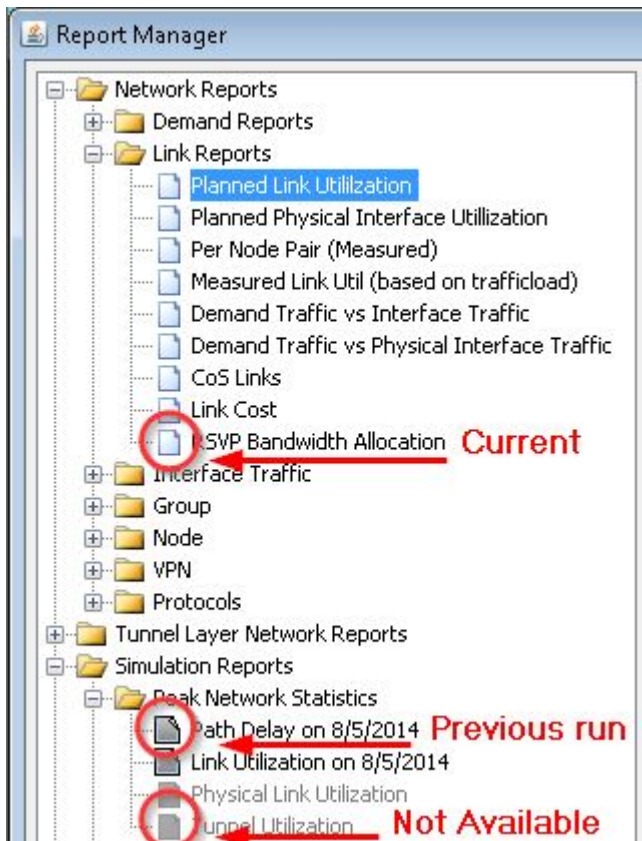 Report Manager
Network Reports
Demand Reports
Link Reports
Planned Link Utililzation
Planned Physical Interface Utillization
Per Node Pair (Measured)
Measured Link Util (based on trafficload)
Demand Traffic vs Interface Traffic
Demand Traffic vs Physical Interface Traffic
CoS Links
Link Cost
RSVP Bandwidth Allocation Current
Interface Traffic
Group
Node
VPN
Protocols
Tunnel Layer Network Reports
Simulation Reports
Peak Network Statistics
Path Delay on 8/5/2014 Previous run
Link Utilization on 8/5/2014
Physical Link Utilization
Tunnel Utilization Not Available